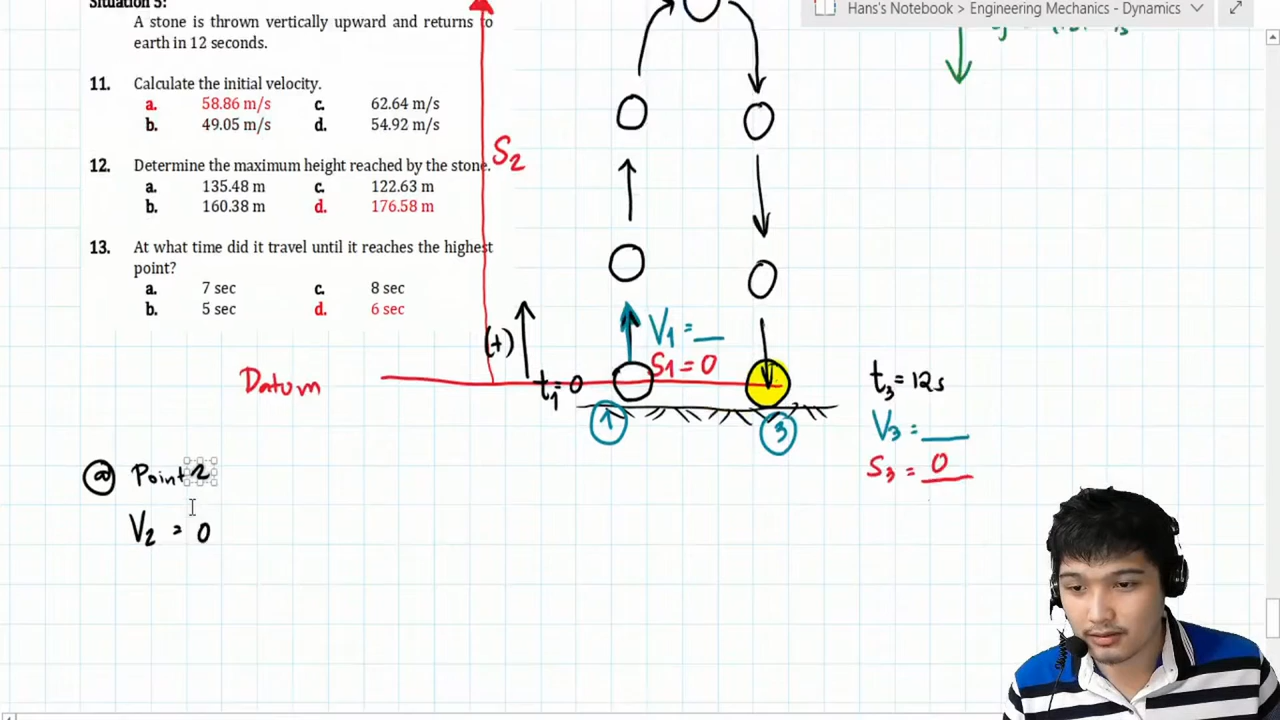 Hans's Notebook > Engineering Mechanics - Dynamics
Situation 5:
A stone is thrown vertically upward and returns to
earth in 12 seconds.
11. Calculate the initial velocity.
a. 58.86 m/s c. 62.64 m/s
b. 49.05 m/s d. 54.92 m/s
12. Determine the maximum height reached by the stone.
a. 135.48 m c. 122.63 m
b. 160.38 m d. 176.58 m
13. At what time did it travel until it reaches the highest
point?
a. 7 sec c. 8 sec
b. 5 sec d. 6 sec
S2
(+)
V1 = __
S1 = 0
t1 = 0
Datum
1
3
t3 = 12s
V3 = __
S3 = 0
@ Point 2
V2 = 0